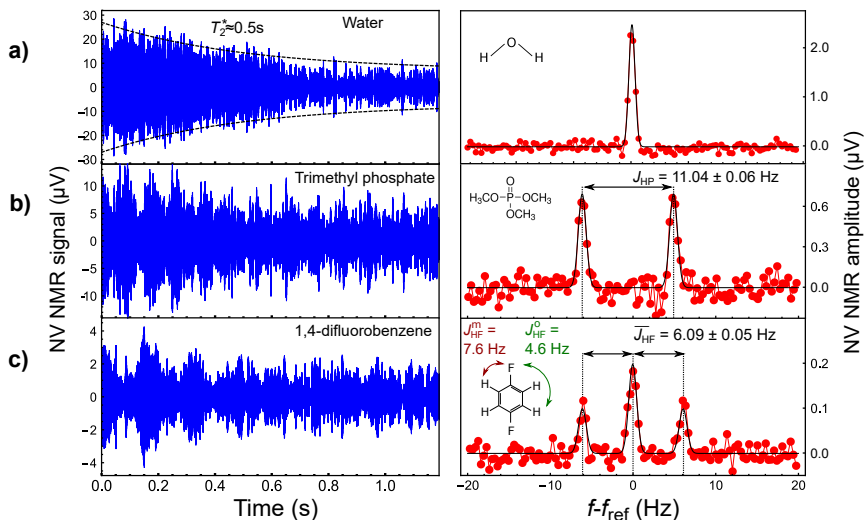 a)
b)
c)
NV NMR signal (µV)
30
20
10
0
10
20
30
T2*≈0.5s
Water
10
5
0
−5
−10
Trimethyl phosphate
4
2
0
−2
−4
1,4-difluorobenzene
0.0 0.2 0.4 0.6 0.8 1.0
Time (s)
H O H
2.0
1.0
0.0
O
H3CO-P-OCH3
OCH3
JHP = 11.04 ± 0.06 Hz
0.6
0.3
0.0
JHF^m = 7.6 Hz
JHF^o = 4.6 Hz
JHF = 6.09 ± 0.05 Hz
F
H H
H H
F
0.2
0.1
0.0
−20 −10 0 10 20
f-fref (Hz)
NV NMR amplitude (µV)